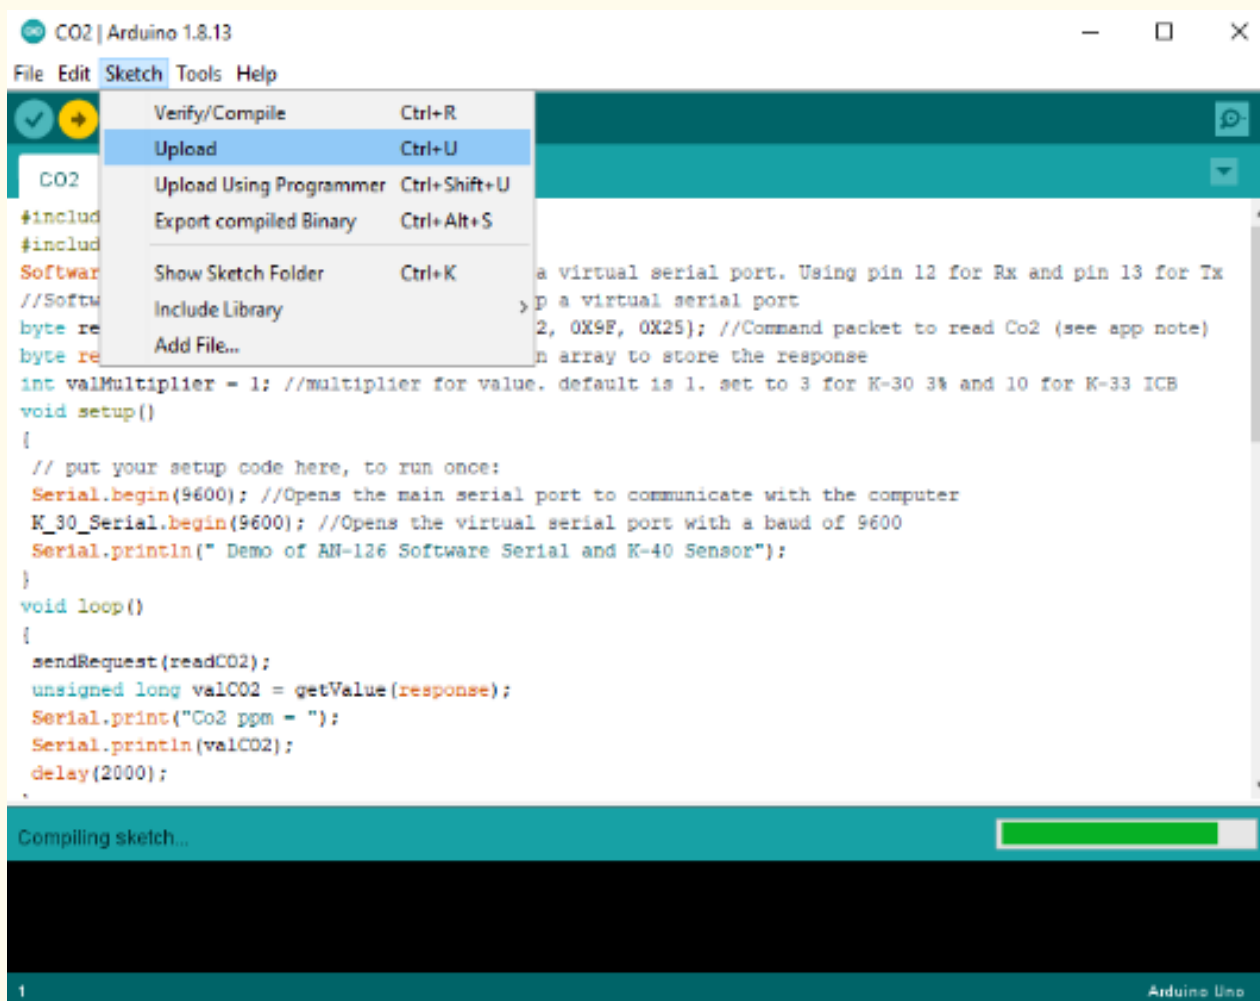 CO2 | Arduino 1.8.13
File Edit Sketch Tools Help
Verify/Compile Ctrl+R
Upload Ctrl+U
CO2
Upload Using Programmer Ctrl+Shift+U
#includ
Export compiled Binary Ctrl+Alt+S
#includ
Softwar
Show Sketch Folder Ctrl+K
a virtual serial port. Using pin 12 for Rx and pin 13 for Tx
//Softw
Include Library
p a virtual serial port
byte re
2, 0X9F, 0X25}; //Command packet to read Co2 (see app note)
byte re
Add File...
n array to store the response
int valMultiplier = 1; //multiplier for value. default is 1. set to 3 for K-30 3% and 10 for K-33 ICB
void setup()
{
// put your setup code here, to run once:
Serial.begin(9600); //Opens the main serial port to communicate with the computer
K_30_Serial.begin(9600); //Opens the virtual serial port with a baud of 9600
Serial.println(" Demo of AN-126 Software Serial and K-40 Sensor");
}
void loop()
{
sendRequest(readCO2);
unsigned long valCO2 = getValue(response);
Serial.print("Co2 ppm = ");
Serial.println(valCO2);
delay(2000);
Compiling sketch...
1
Arduino Uno